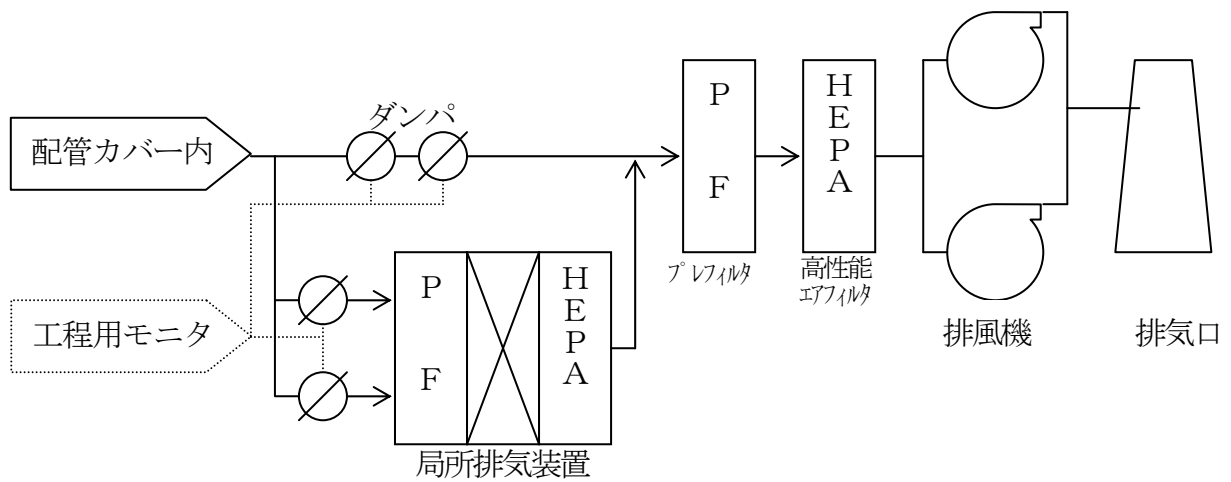 ダンパ
配管カバー内
工程用モニタ
P
F
HEPA
局所排気装置
P
F
プレフィルタ
HEPA
高性能
エアフィルタ
排風機
排気口